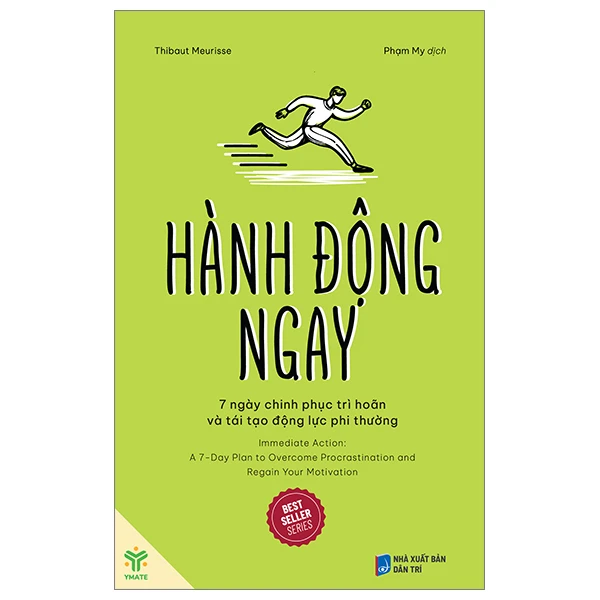 Thibaut Meurisse
Phạm My dịch
HÀNH ĐỘNG
NGAY
7 ngày chinh phục trì hoãn
và tái tạo động lực phi thường
Immediate Action:
A 7-Day Plan to Overcome Procrastination and
Regain Your Motivation
BEST
SELLER
SERIES
YMATE
NHÀ XUẤT BẢN
DÂN TRÍ